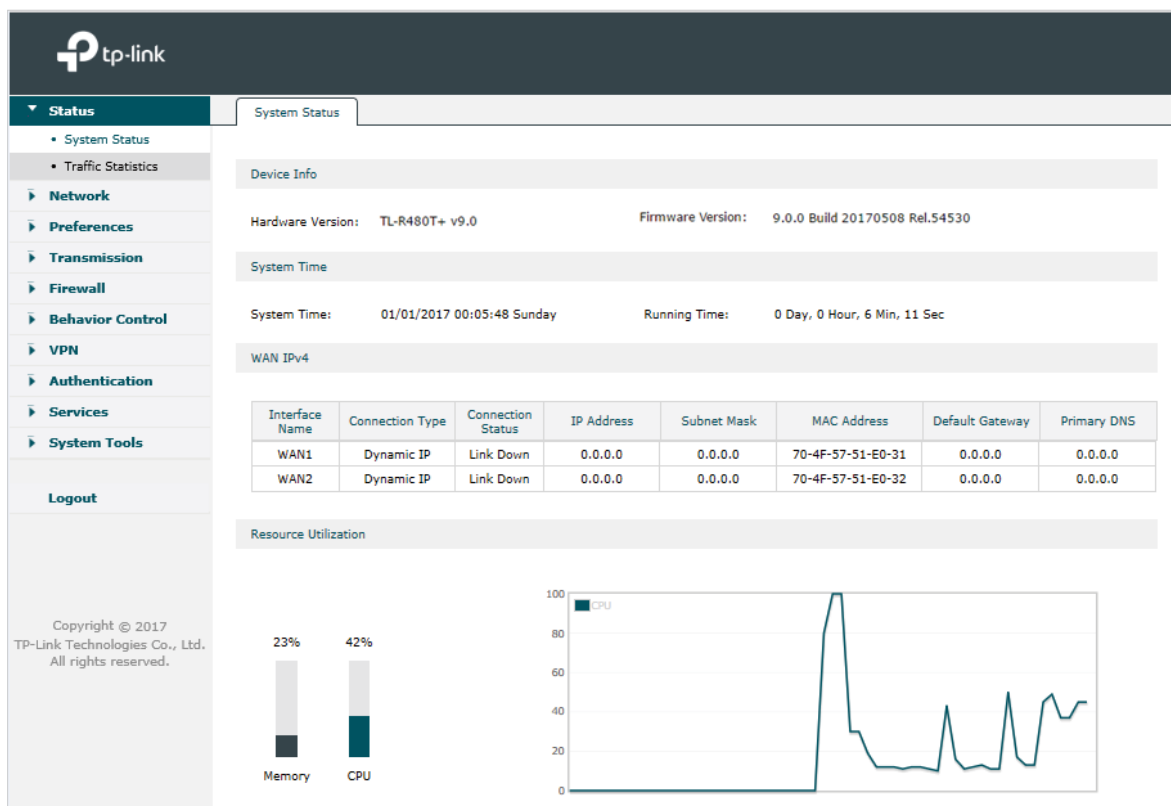 tp-link
Status
System Status
• System Status
• Traffic Statistics
Network
Preferences
Transmission
Firewall
Behavior Control
VPN
Authentication
Services
System Tools
Logout
Copyright © 2017
TP-Link Technologies Co., Ltd.
All rights reserved.
Device Info
Hardware Version: TL-R480T+ v9.0 Firmware Version: 9.0.0 Build 20170508 Rel.54530
System Time
System Time: 01/01/2017 00:05:48 Sunday Running Time: 0 Day, 0 Hour, 6 Min, 11 Sec
WAN IPv4
Interface Name Connection Type Connection Status IP Address Subnet Mask MAC Address Default Gateway Primary DNS
WAN1 Dynamic IP Link Down 0.0.0.0 0.0.0.0 70-4F-57-51-E0-31 0.0.0.0 0.0.0.0
WAN2 Dynamic IP Link Down 0.0.0.0 0.0.0.0 70-4F-57-51-E0-32 0.0.0.0 0.0.0.0
Resource Utilization
23% 42%
Memory CPU
CPU
100
80
60
40
20
0